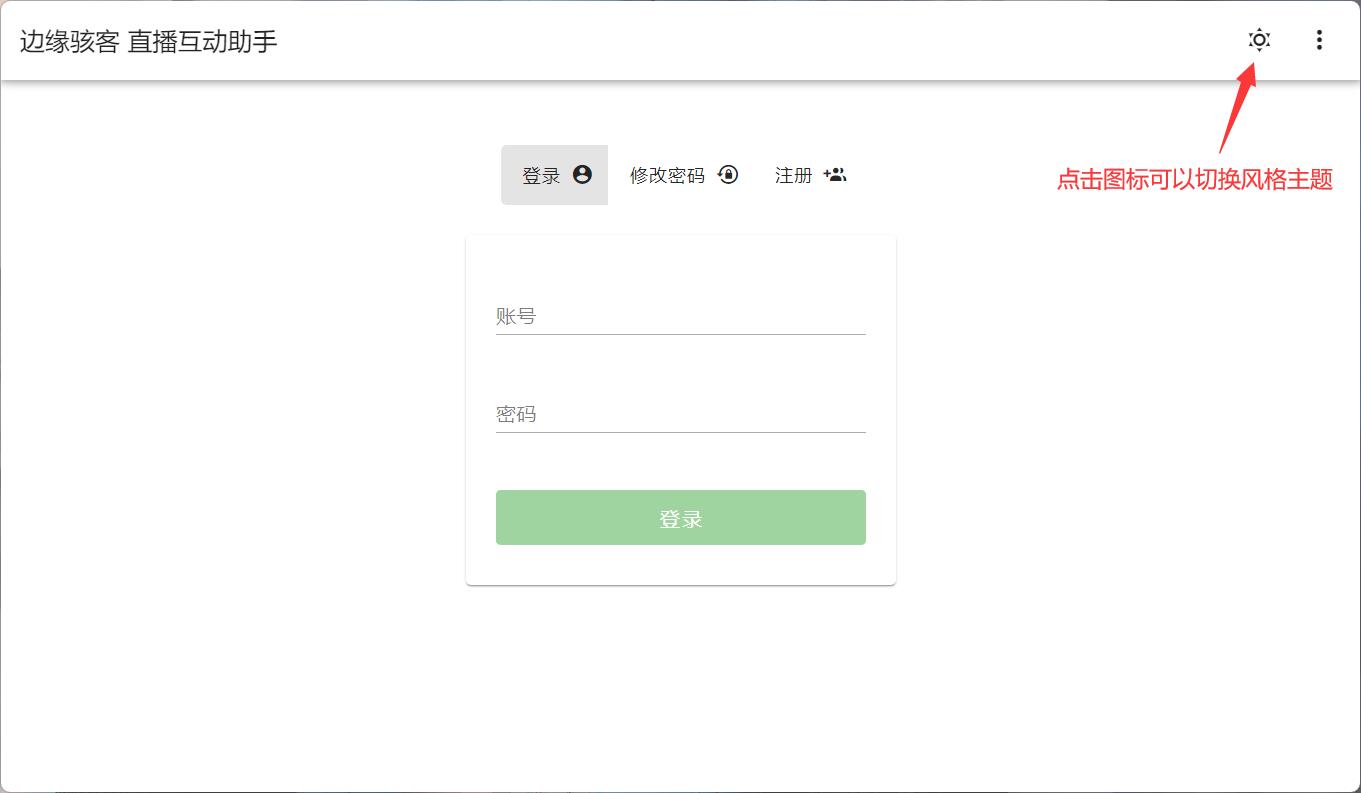 边缘骇客 直播互动助手
登录
修改密码
注册
点击图标可以切换风格主题
账号
密码
登录